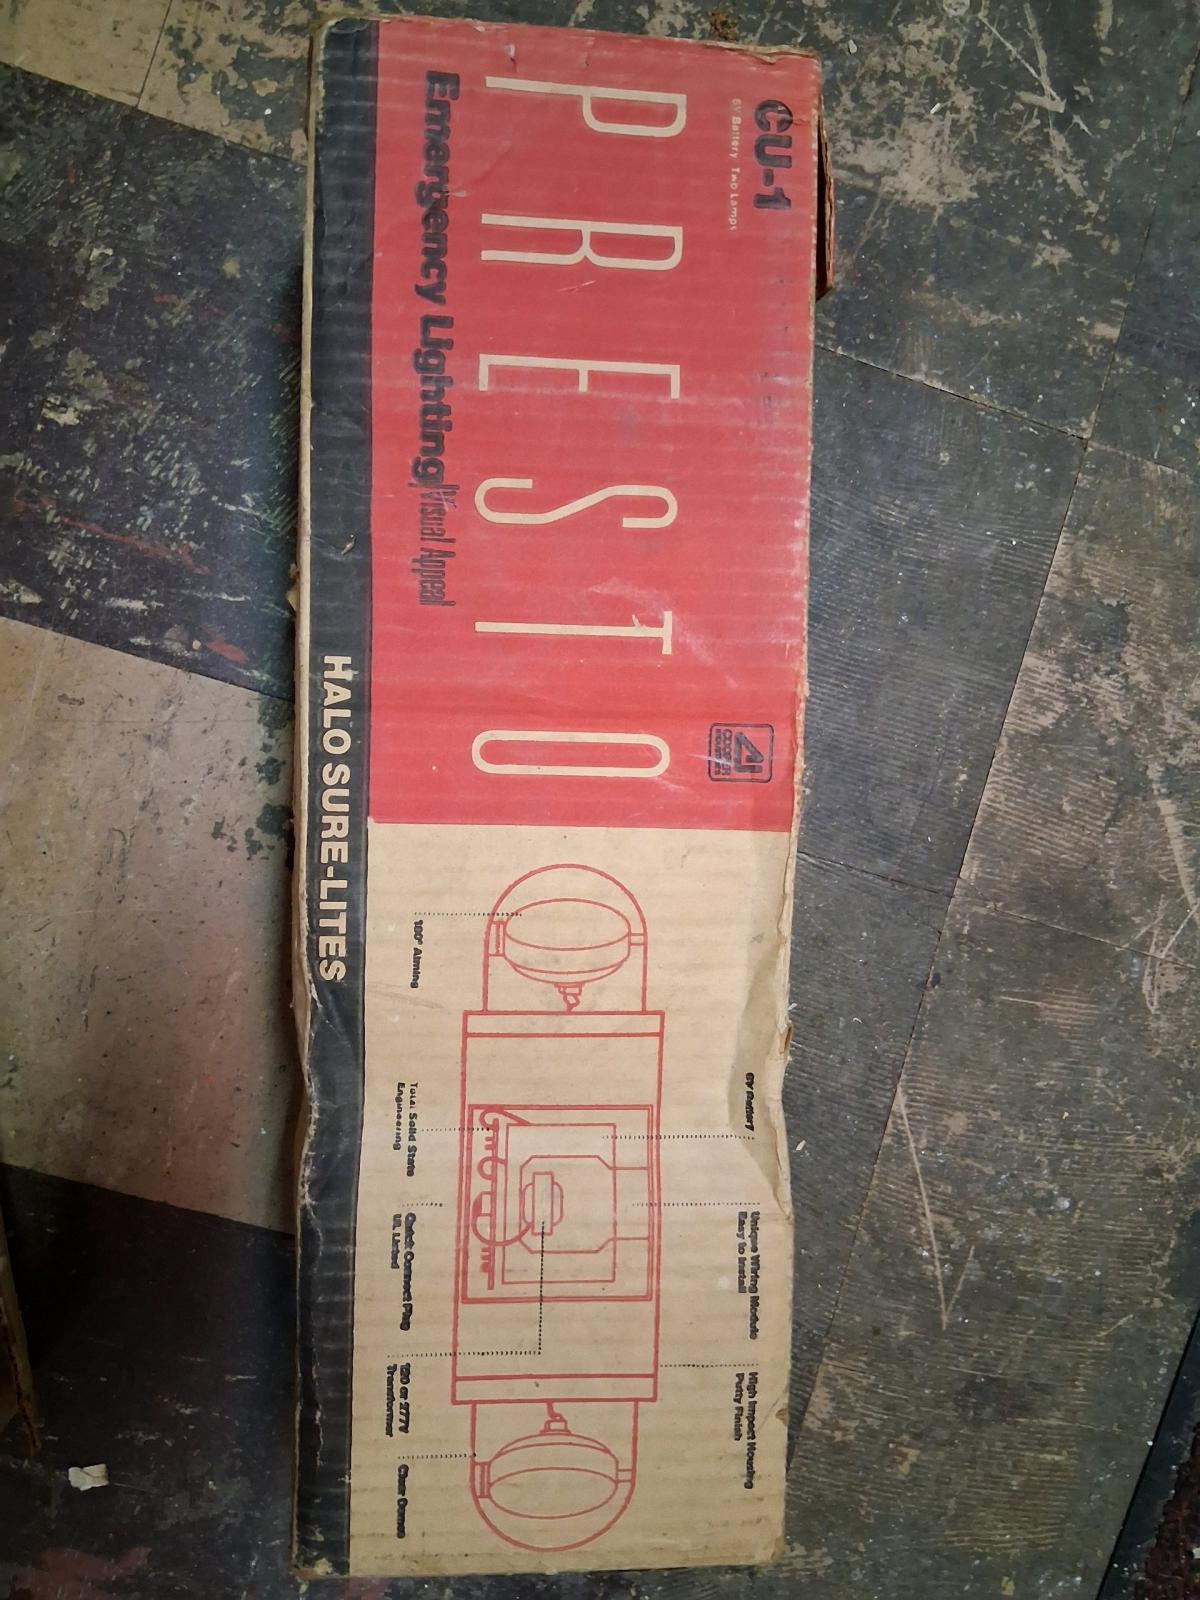 CU-1
6V Battery Two Lamps
PRESTO
Emergency Lighting/Visual Appeal
COOPER
INDUSTRIES
HALO SURE-LITES
6V Battery
Unique Wiring Module
Easy to Install
High Impact Housing
Putty Finish
180° Aiming
Total Solid State
Engineering
Quick Connect Plug
UL Listed
120 or 277V
Transformer
Clear Domes